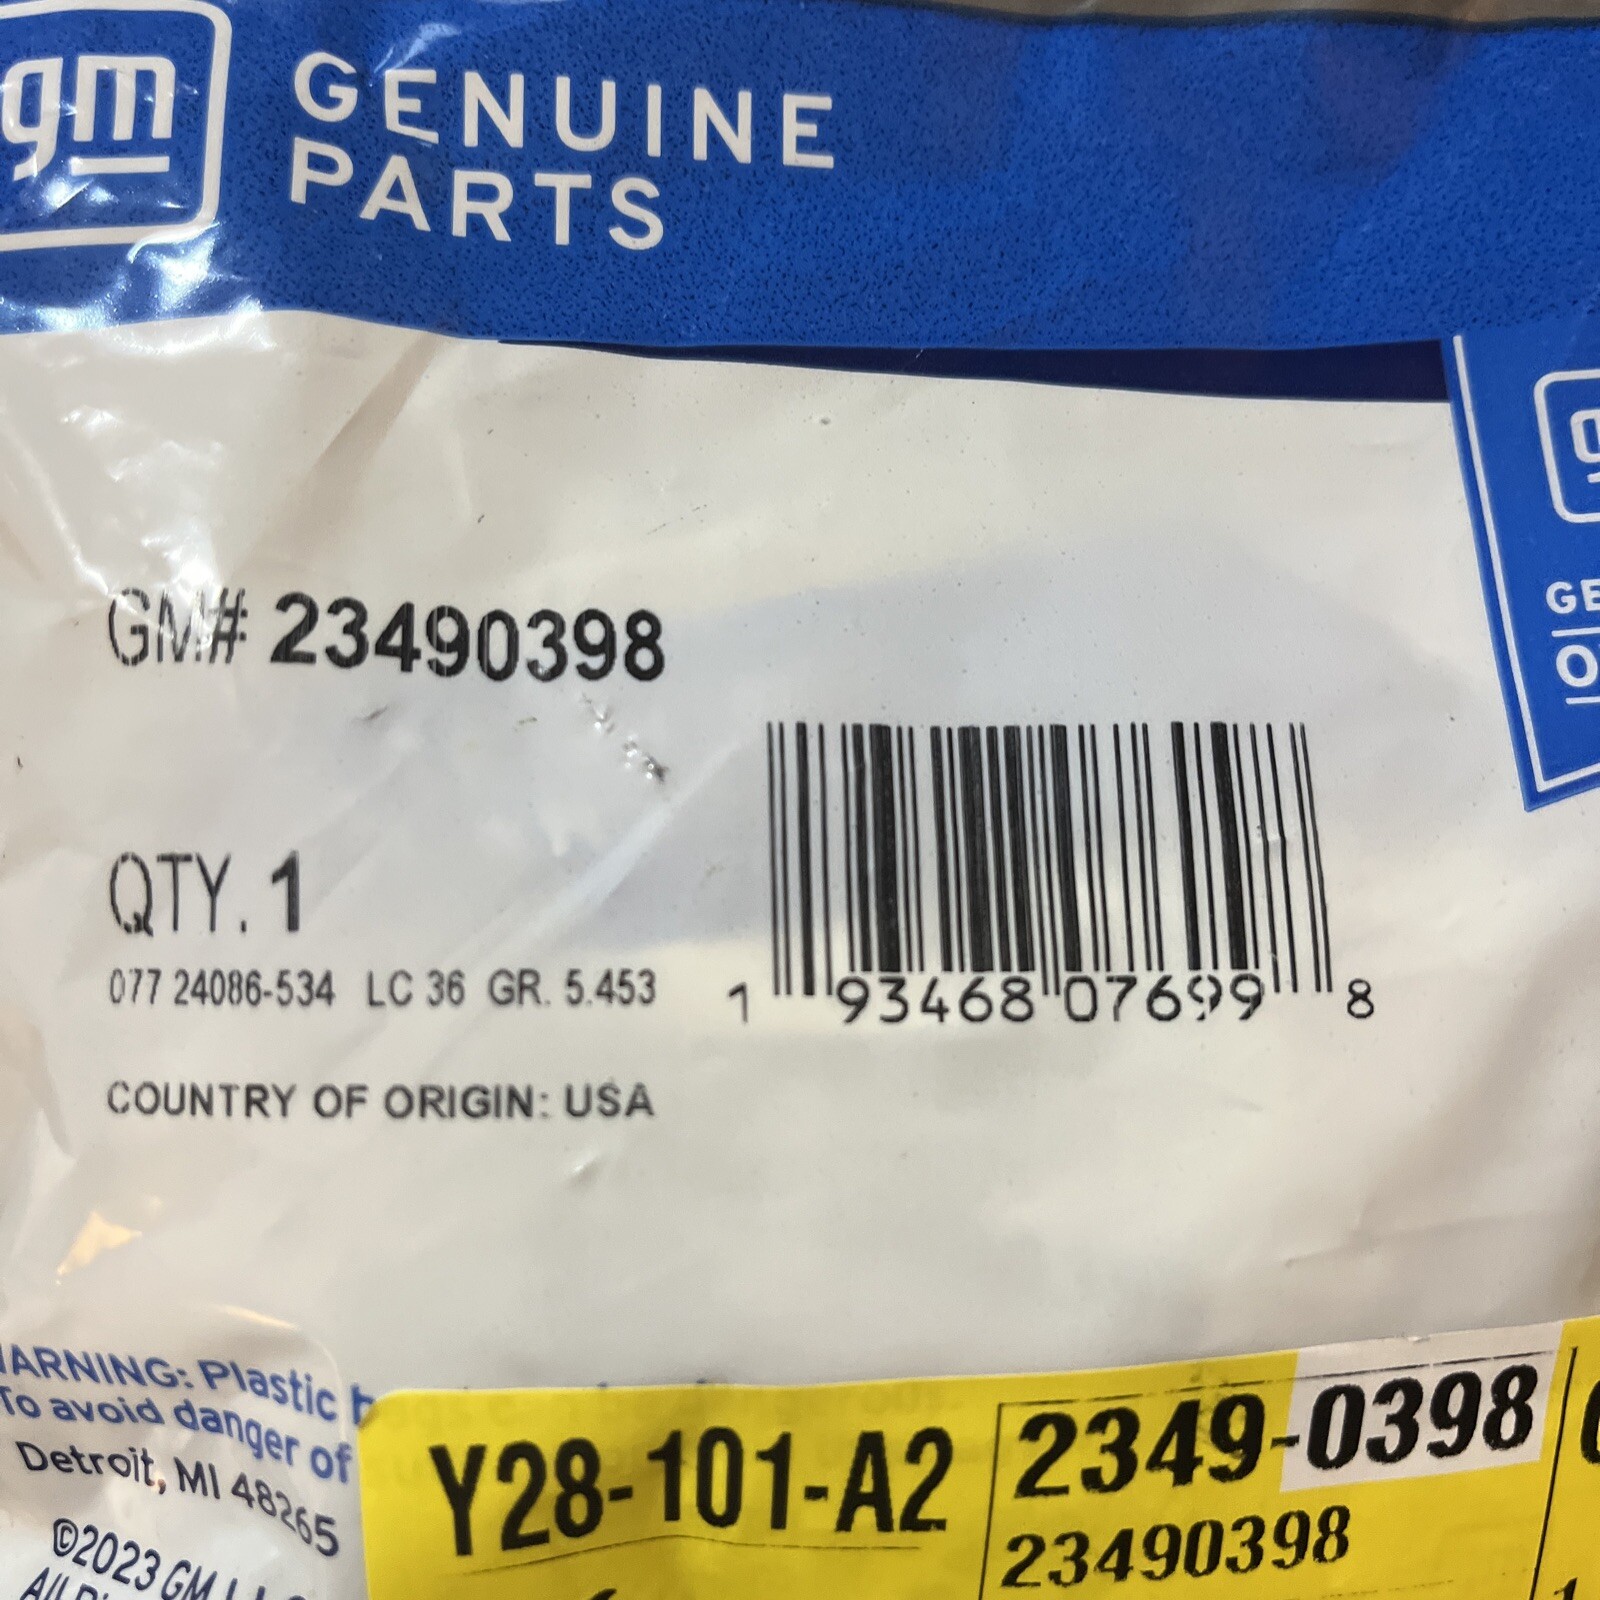 gm
GENUINE
PARTS
GM# 23490398
QTY. 1
077 24086-534 LC 36 GR. 5.453
1 93468 07699 8
COUNTRY OF ORIGIN: USA
WARNING: Plastic
To avoid danger of
Detroit, MI 48265
©2023 GM
Y28-101-A2
2349-0398
23490398